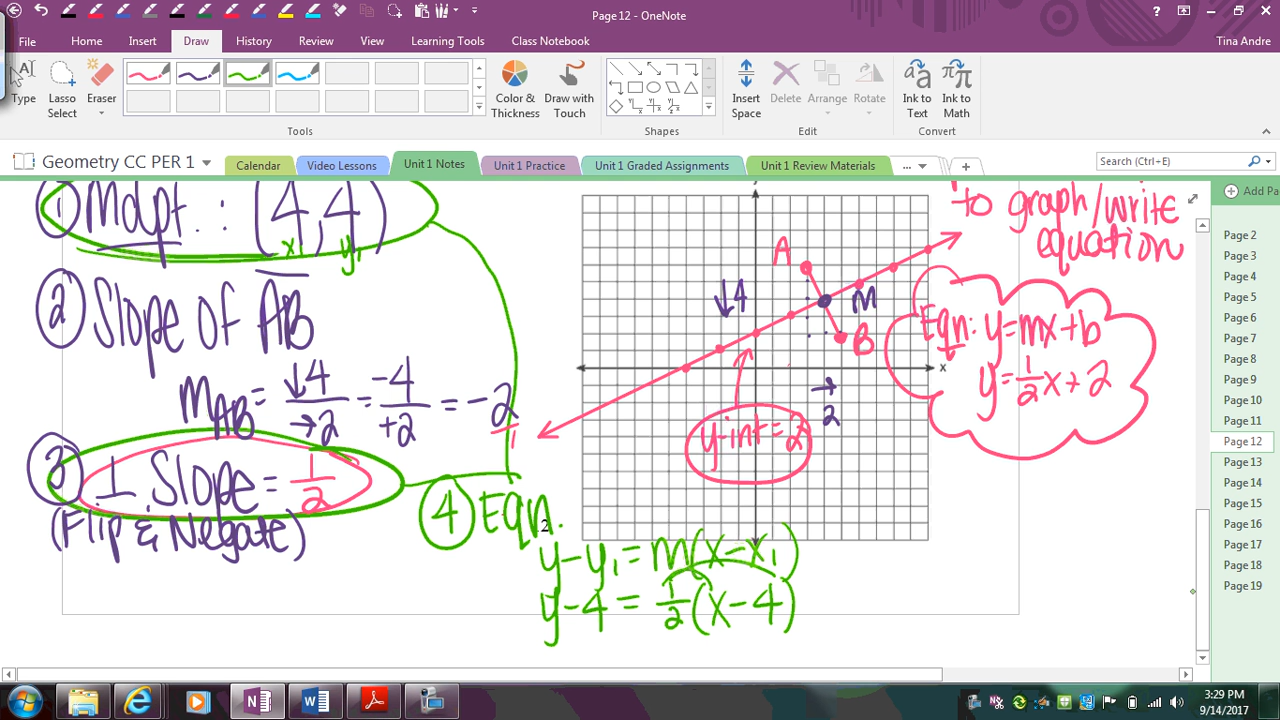 Page 12 - OneNote
?
Tina Andre
File Home Insert Draw History Review View Learning Tools Class Notebook
Type
Lasso Select
Eraser
Color & Thickness
Draw with Touch
Insert Space
Delete
Arrange
Rotate
Ink to Text
Ink to Math
Tools
Shapes
Edit
Convert
Geometry CC PER 1
Calendar
Video Lessons
Unit 1 Notes
Unit 1 Practice
Unit 1 Graded Assignments
Unit 1 Review Materials
...
+
Search (Ctrl+E)
Add Pa
Page 2
Page 3
Page 4
Page 5
Page 6
Page 7
Page 8
Page 9
Page 10
Page 11
Page 12
Page 13
Page 14
Page 15
Page 16
Page 17
Page 18
Page 19
① Mdpt : (4,4)
x₁ y₁
② Slope of AB
m_AB = ↓4/→2 = -4/+2 = -2/1
③ ⊥ Slope = 1/2
(Flip & Negate)
④ Eqn.
2
y-y₁ = m(x-x₁)
y-4 = 1/2(x-4)
A
M
B
↓4
→
2
x
y-int = 2
to graph/write
equation
Eqn: y=mx+b
y=1/2x+2
3:29 PM
9/14/2017